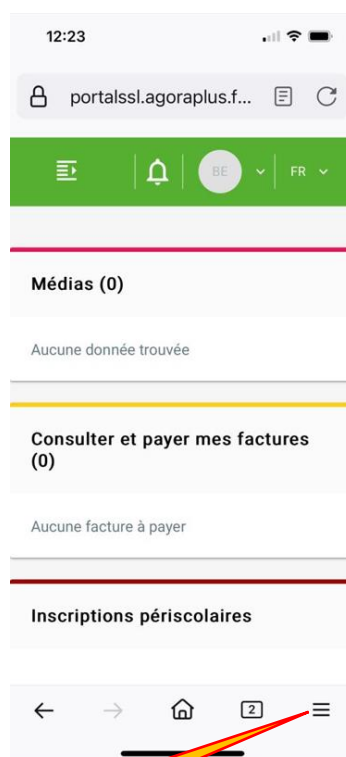 12:23
portalssl.agoraplus.f...
BE
FR
Médias (0)
Aucune donnée trouvée
Consulter et payer mes factures
(0)
Aucune facture à payer
Inscriptions périscolaires
2